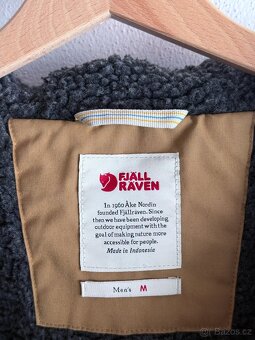 FJÄLL
RÄVEN
In 1960 Åke Nordin
founded Fjällräven. Since
then we have been developing
outdoor equipment with the
goal of making nature more
accessible for people.
Made in Indonesia
Men's M
Bazos.cz